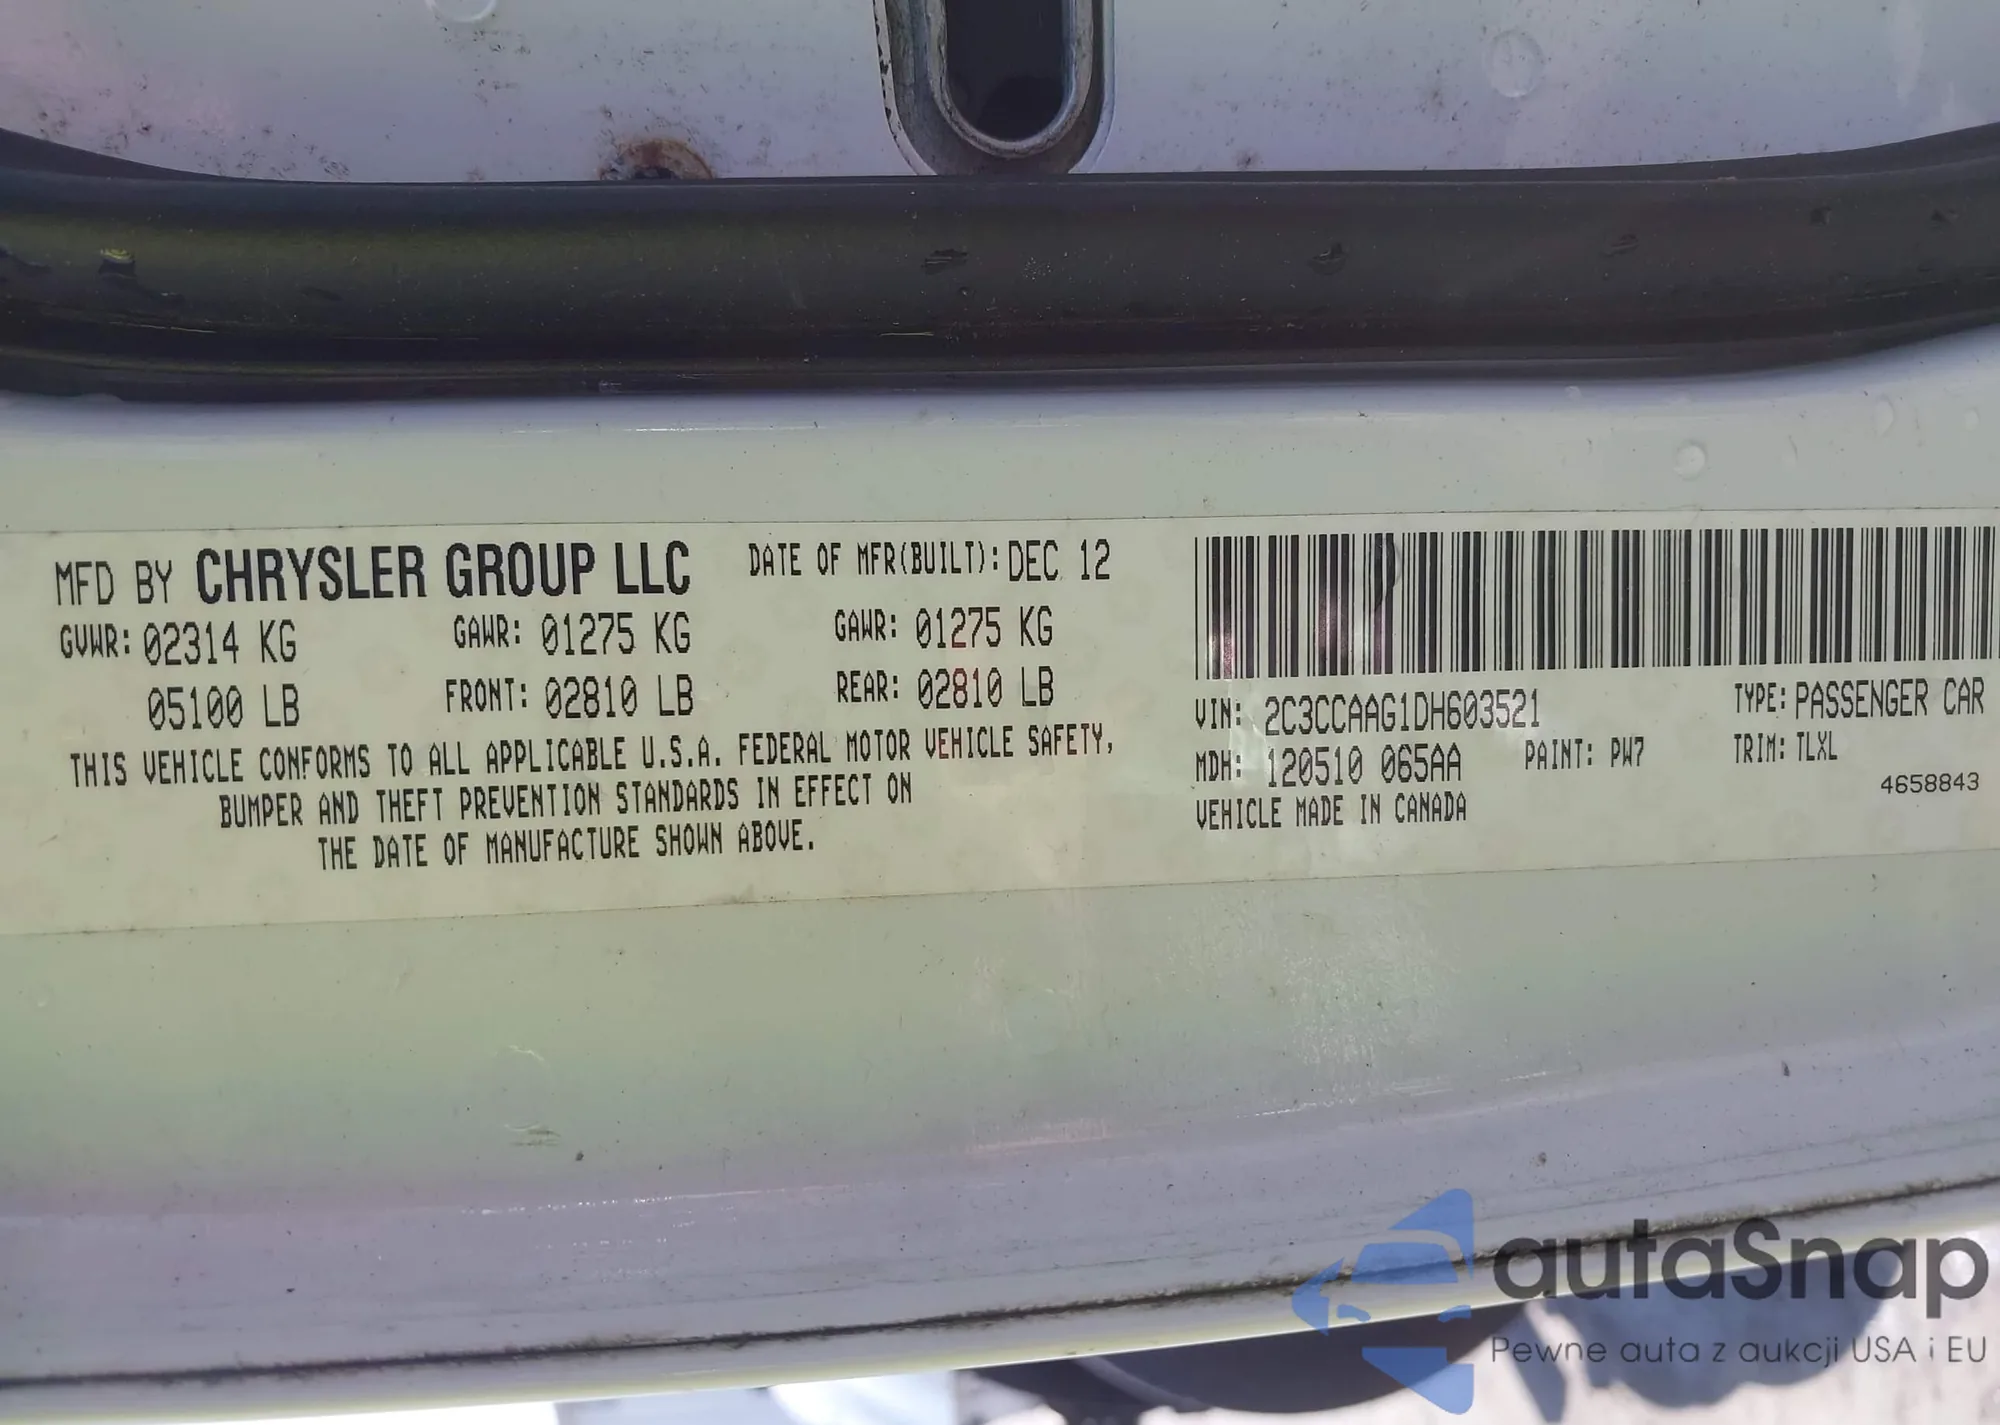 MFD BY CHRYSLER GROUP LLC DATE OF MFR(BUILT): DEC 12
GVWR: 02314 KG GAWR: 01275 KG GAWR: 01275 KG
05100 LB FRONT: 02810 LB REAR: 02810 LB
THIS VEHICLE CONFORMS TO ALL APPLICABLE U.S.A. FEDERAL MOTOR VEHICLE SAFETY,
BUMPER AND THEFT PREVENTION STANDARDS IN EFFECT ON
THE DATE OF MANUFACTURE SHOWN ABOVE.
VIN: 2C3CCAAG1DH603521 TYPE: PASSENGER CAR
MDH: 120510 065AA PAINT: PW7 TRIM: TLXL
VEHICLE MADE IN CANADA 4658843
autaSnap
Pewne auta z aukcji USA i EU